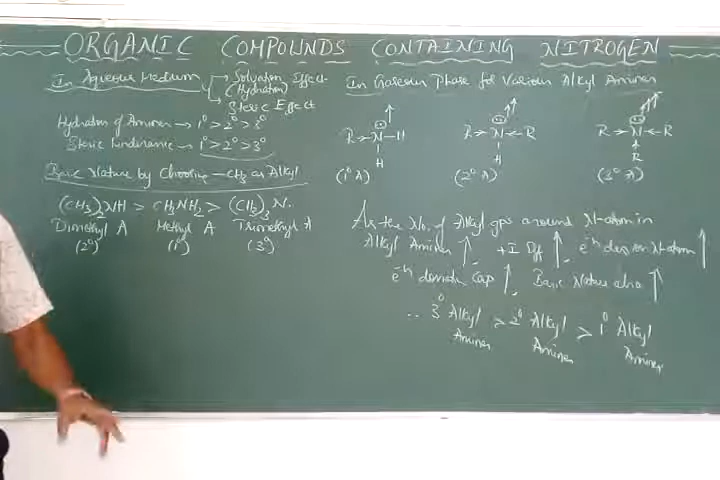 ORGANIC COMPOUNDS CONTAINING NITROGEN
In Aqueous Medium → Solvation Effect
(Hydration)
→ Steric Effect
Hydration of Amines → 1° > 2° > 3°
Steric hinderance → 1° > 2° > 3°
Basic Nature by Choosing -CH3 as Alkyl
(CH3)2NH > CH3NH2 > (CH3)3N.
Dimethyl A Methyl A Trimethyl A
(2°) (1°) (3°)
In Gaseous Phase for Various Alkyl Amines
R→N–H R→N←R R→N←R
H H R
(1° A) (2° A) (3° A)
As the No. of Alkyl gps around N-atom in
Alkyl Amines ↑, +I Eff ↑, e-n den on N-atom ↑
e-n donatn Cap ↑, Basic Nature also ↑
∴ 3° Alkyl Amines > 2° Alkyl Amines > 1° Alkyl Amines